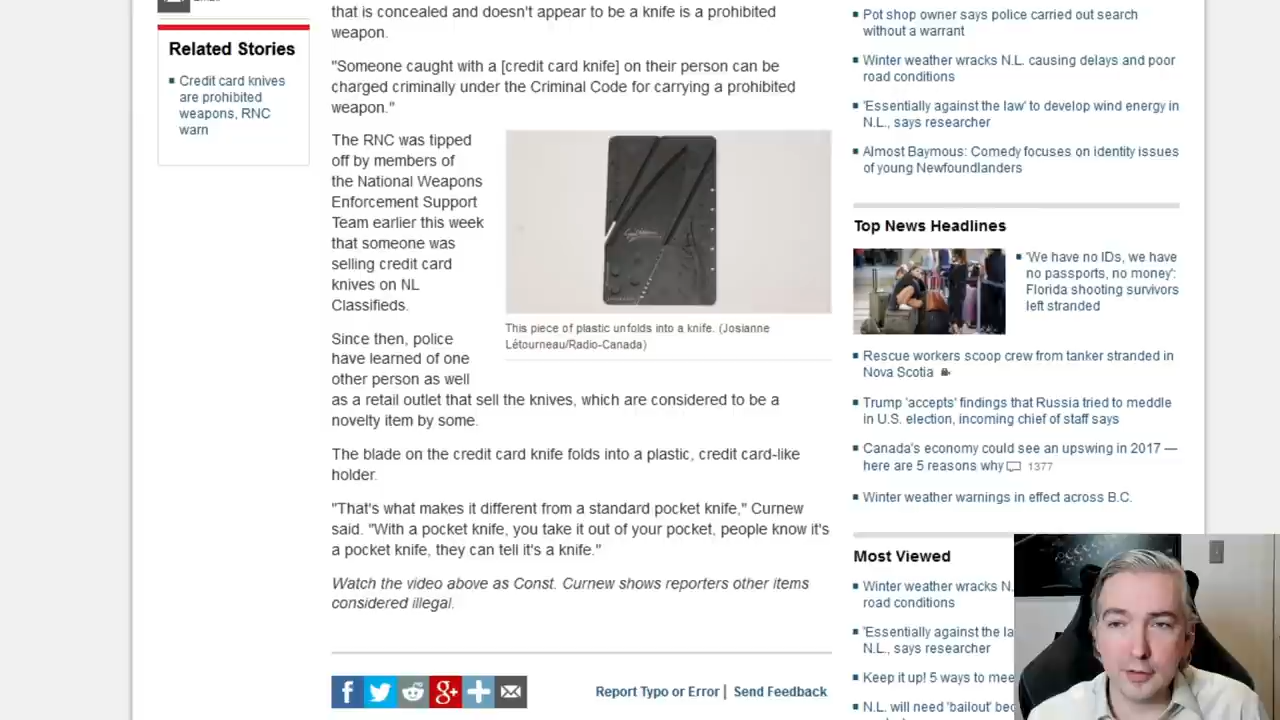 that is concealed and doesn't appear to be a knife is a prohibited
weapon.
"Someone caught with a [credit card knife] on their person can be
charged criminally under the Criminal Code for carrying a prohibited
weapon."
The RNC was tipped
off by members of
the National Weapons
Enforcement Support
Team earlier this week
that someone was
selling credit card
knives on NL
Classifieds.
Since then, police
have learned of one
other person as well
as a retail outlet that sell the knives, which are considered to be a
novelty item by some.
The blade on the credit card knife folds into a plastic, credit card-like
holder.
"That's what makes it different from a standard pocket knife," Curnew
said. "With a pocket knife, you take it out of your pocket, people know it's
a pocket knife, they can tell it's a knife."
Watch the video above as Const. Curnew shows reporters other items
considered illegal.
This piece of plastic unfolds into a knife. (Josianne
Létourneau/Radio-Canada)
Report Typo or Error | Send Feedback
Related Stories
Credit card knives
are prohibited
weapons, RNC
warn
Pot shop owner says police carried out search
without a warrant
Winter weather wracks N.L. causing delays and poor
road conditions
'Essentially against the law' to develop wind energy in
N.L., says researcher
Almost Baymous: Comedy focuses on identity issues
of young Newfoundlanders
Top News Headlines
'We have no IDs, we have
no passports, no money':
Florida shooting survivors
left stranded
Rescue workers scoop crew from tanker stranded in
Nova Scotia
Trump 'accepts' findings that Russia tried to meddle
in U.S. election, incoming chief of staff says
Canada's economy could see an upswing in 2017 —
here are 5 reasons why 1377
Winter weather warnings in effect across B.C.
Most Viewed
Winter weather wracks N.
road conditions
'Essentially against the la
N.L., says researcher
Keep it up! 5 ways to mee
N.L. will need 'bailout' bec